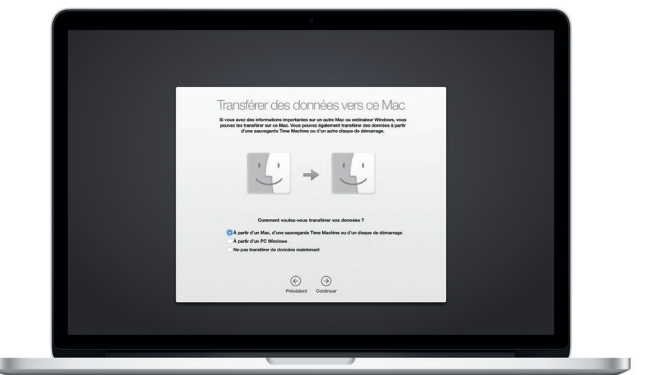 Transférer des données vers ce Mac
Si vous avez des informations importantes sur un autre Mac ou ordinateur Windows, vous
pouvez les transférer sur ce Mac. Vous pouvez également transférer des données à partir
d'une sauvegarde Time Machine ou d'un autre disque de démarrage.
Comment voulez-vous transférer vos données ?
À partir d'un Mac, d'une sauvegarde Time Machine ou d'un disque de démarrage
À partir d'un PC Windows
Ne pas transférer de données maintenant
Précédent Continuer